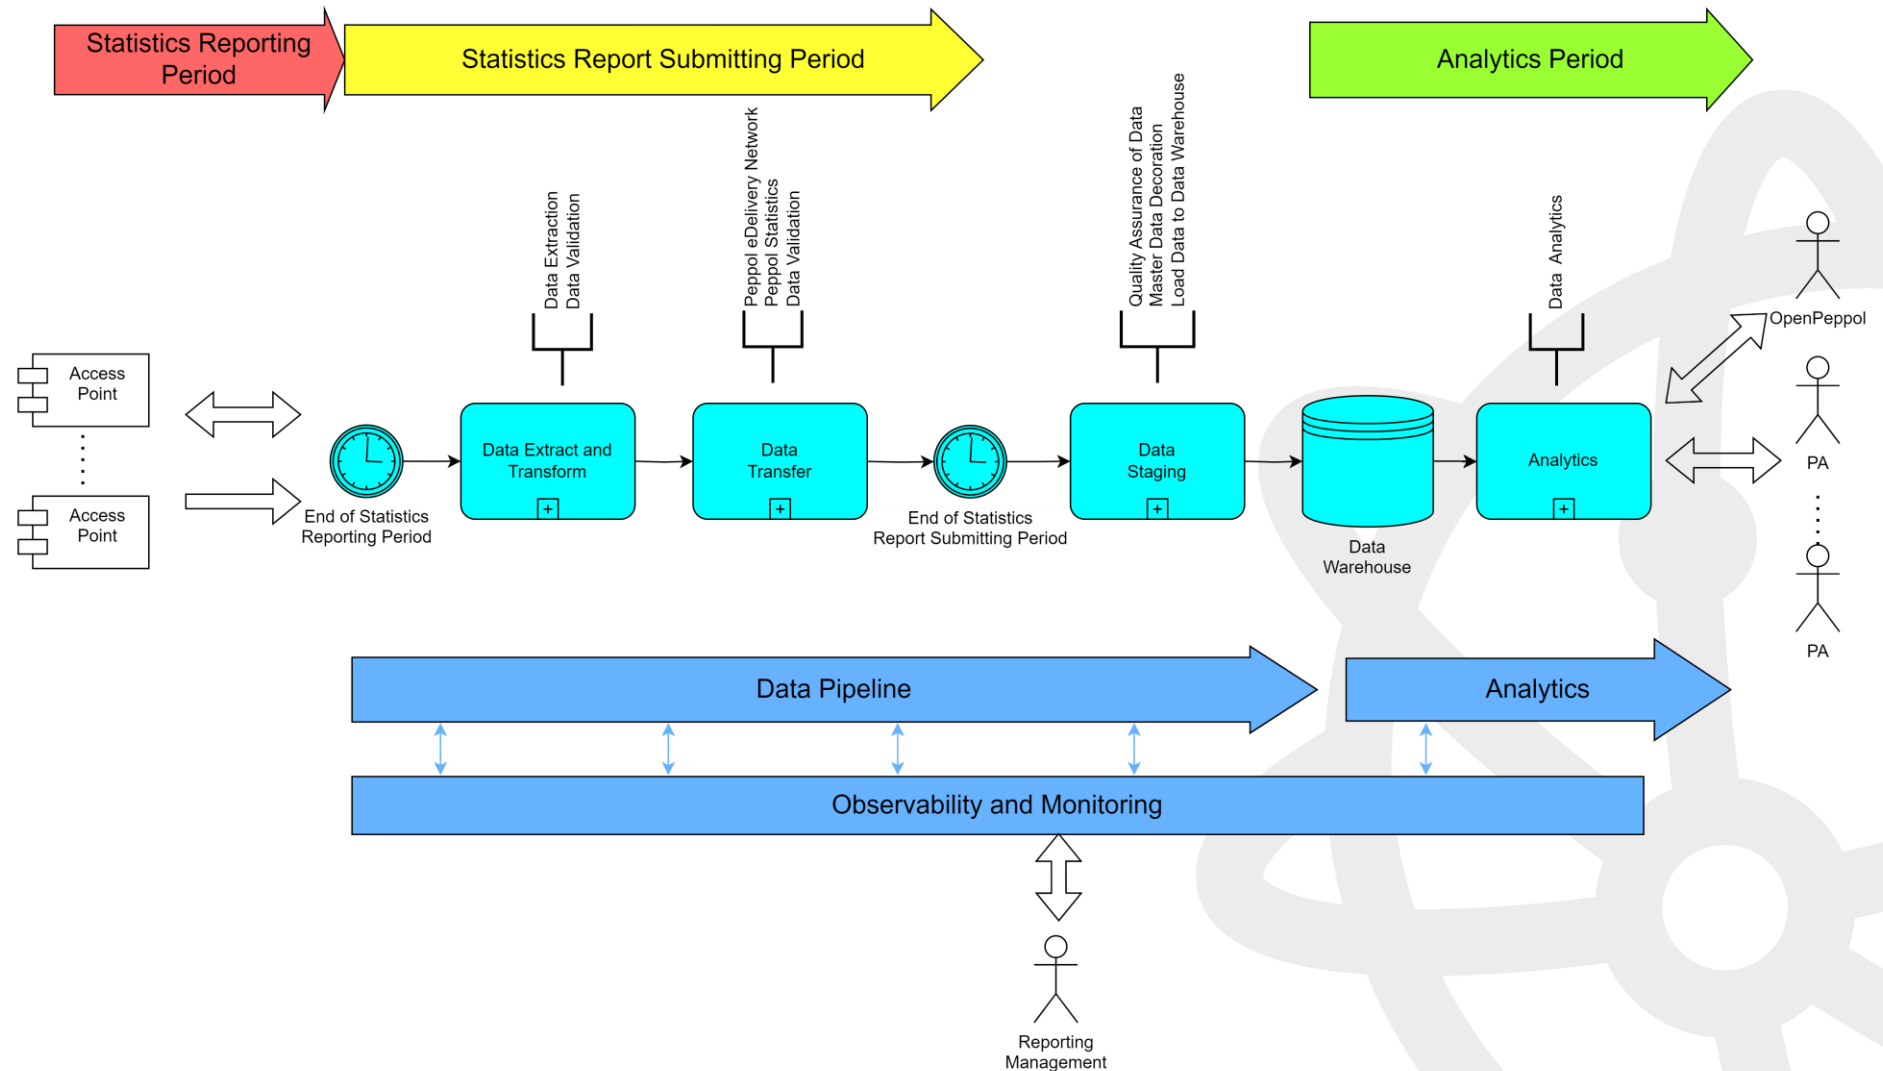 Statistics Reporting
Period
Statistics Report Submitting Period
Analytics Period
Data Extraction
Data Validation
Peppol eDelivery Network
Peppol Statistics
Data Validation
Quality Assurance of Data
Master Data Decoration
Load Data to Data Warehouse
Data Analytics
OpenPeppol
Access
Point
Access
Point
End of Statistics
Reporting Period
Data Extract and
Transform
Data
Transfer
End of Statistics
Report Submitting Period
Data
Staging
Data
Warehouse
Analytics
PA
PA
Data Pipeline
Analytics
Observability and Monitoring
Reporting
Management